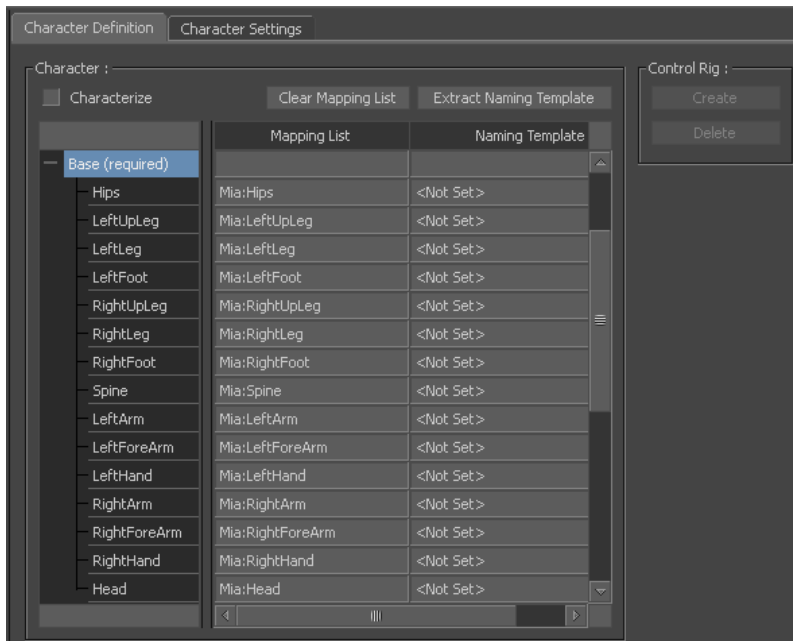 Character Definition Character Settings
Character : Control Rig :
Characterize Clear Mapping List Extract Naming Template Create
Delete
Mapping List Naming Template
Base (required)
Hips Mia:Hips <Not Set>
LeftUpLeg Mia:LeftUpLeg <Not Set>
LeftLeg Mia:LeftLeg <Not Set>
LeftFoot Mia:LeftFoot <Not Set>
RightUpLeg Mia:RightUpLeg <Not Set>
RightLeg Mia:RightLeg <Not Set>
RightFoot Mia:RightFoot <Not Set>
Spine Mia:Spine <Not Set>
LeftArm Mia:LeftArm <Not Set>
LeftForeArm Mia:LeftForeArm <Not Set>
LeftHand Mia:LeftHand <Not Set>
RightArm Mia:RightArm <Not Set>
RightForeArm Mia:RightForeArm <Not Set>
RightHand Mia:RightHand <Not Set>
Head Mia:Head <Not Set>